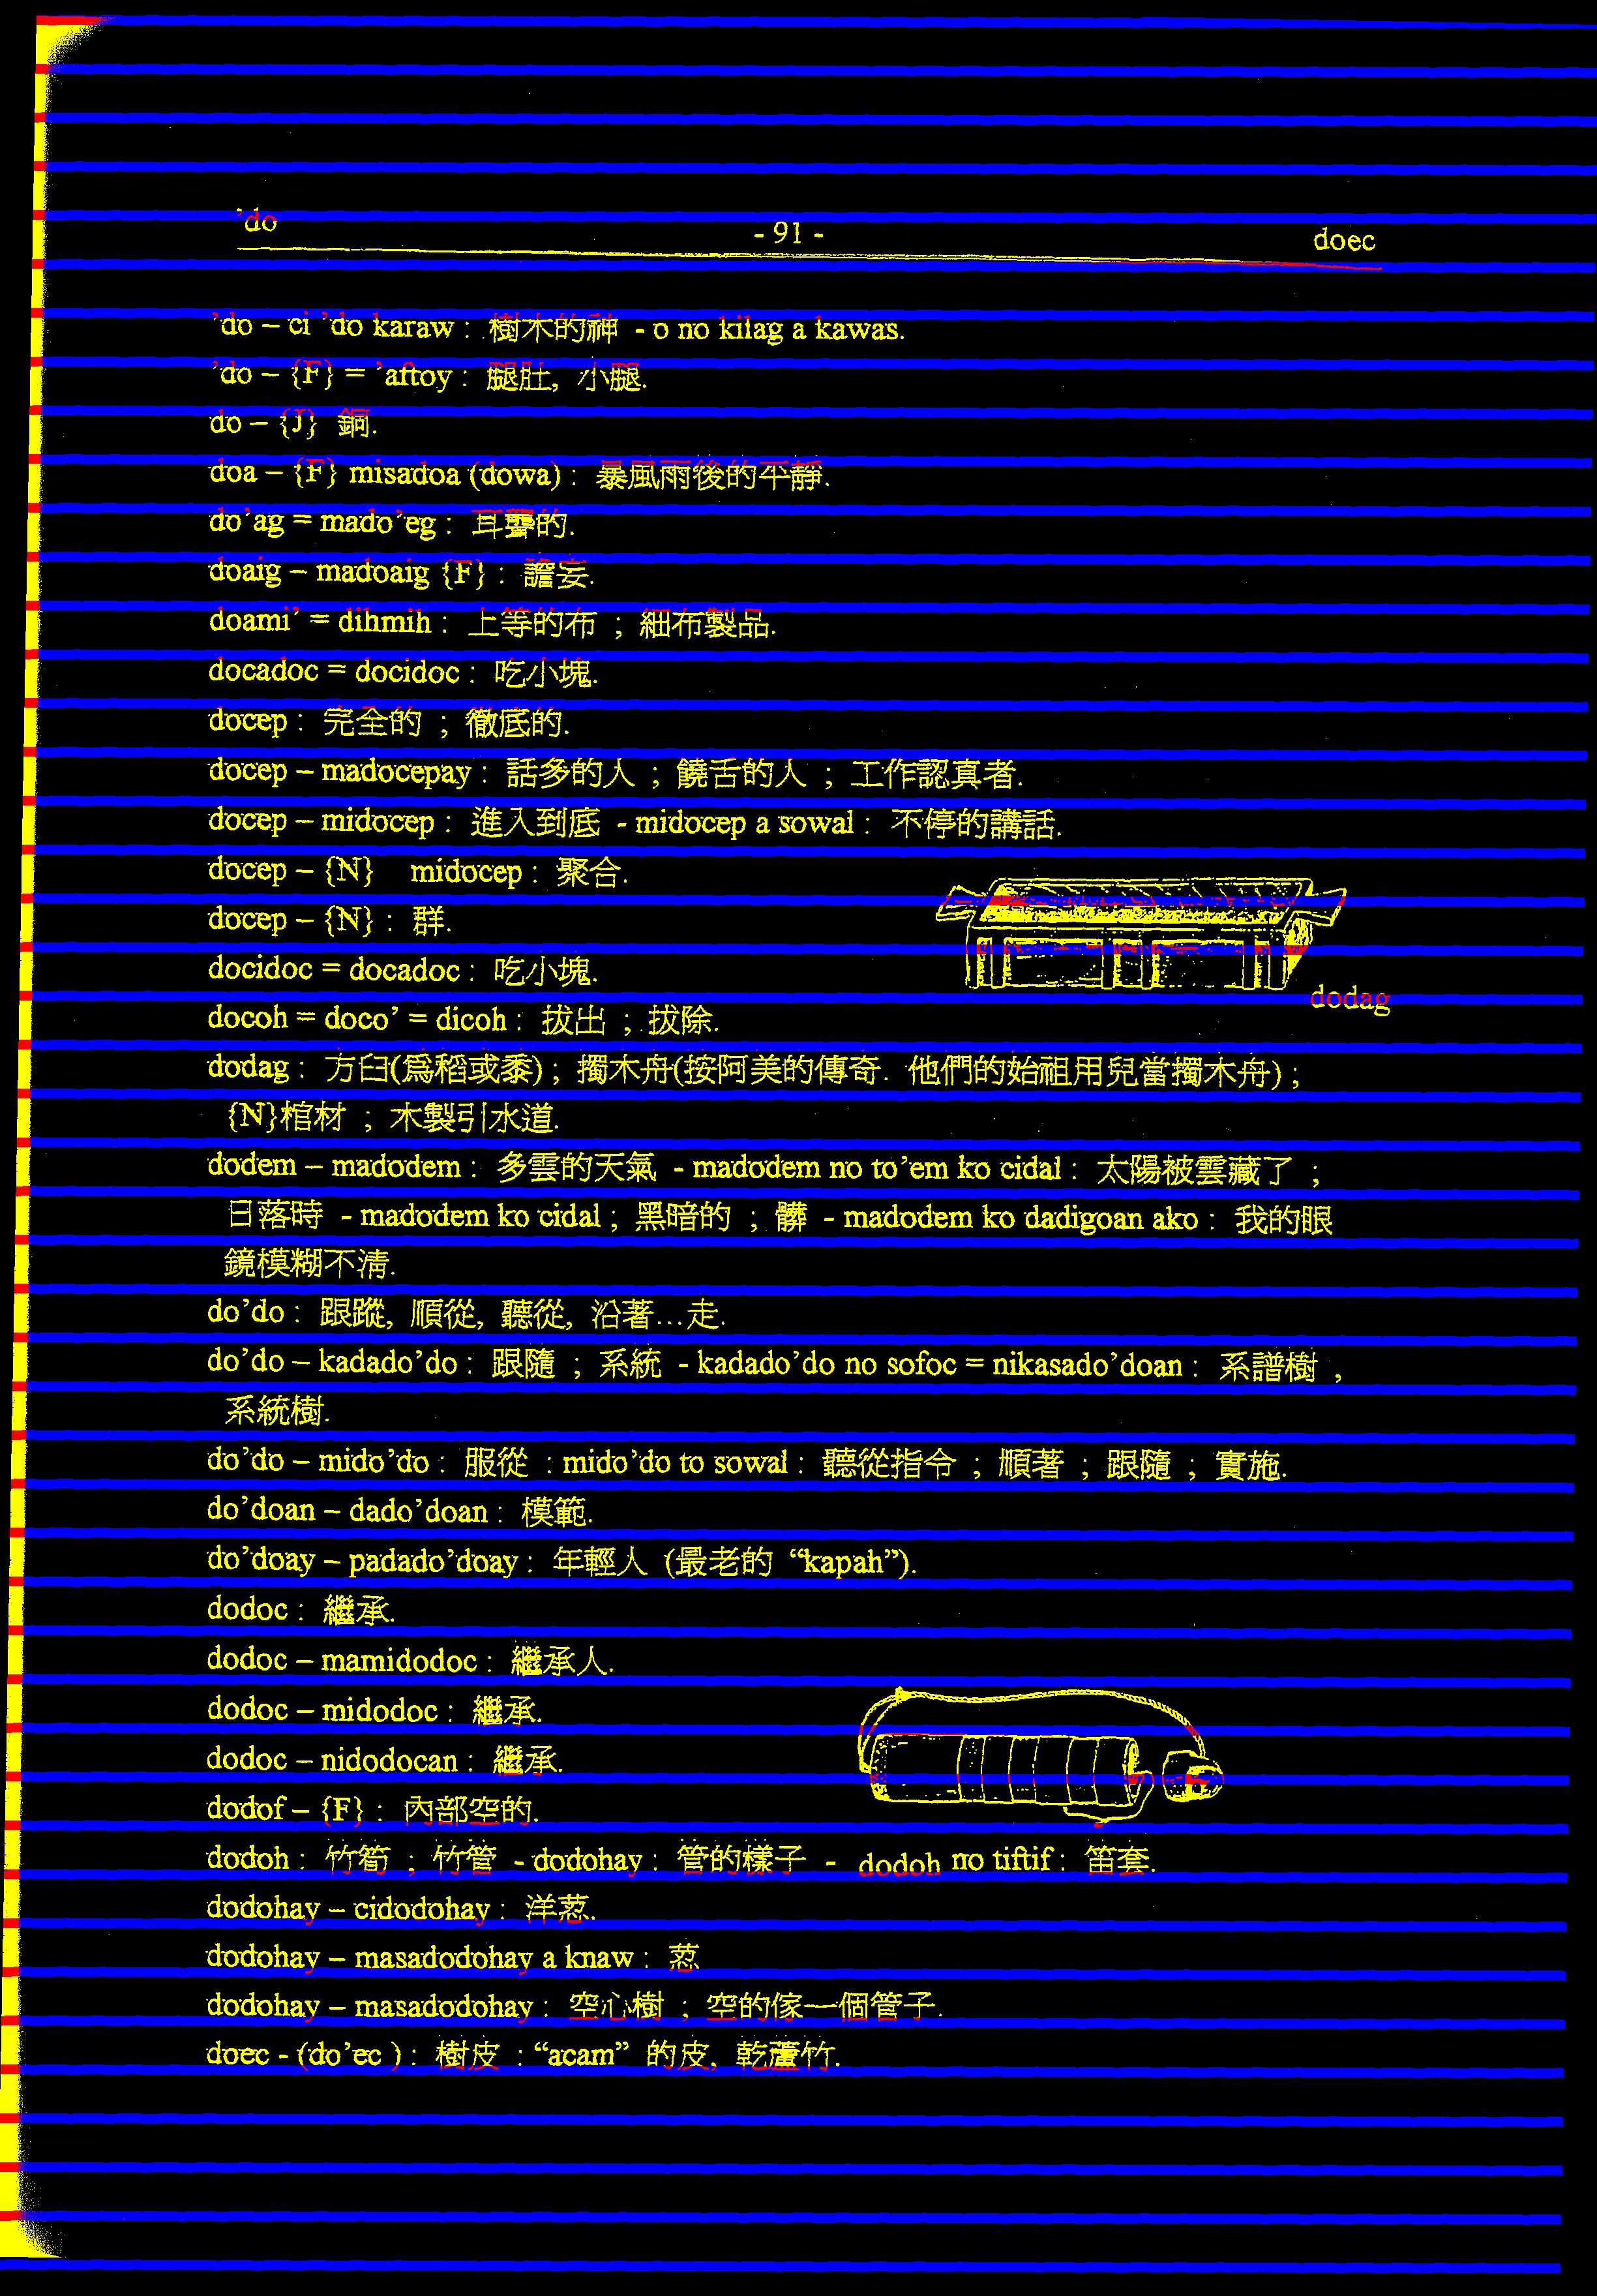 'do - 91 - doec
'do – ci 'do karaw : 樹木的神 - o no kilag a kawas.
'do – {F} = 'aftoy : 腿肚, 小腿.
do – {J} 銅.
doa – {F} misadoa (dowa) : 暴風雨後的平靜.
do'ag = mado'eg : 耳聾的.
doaig – madoaig {F} : 譫妄.
doami' = dihmih : 上等的布 ; 細布製品.
docadoc = docidoc : 吃小塊.
docep : 完全的 ; 徹底的.
docep – madocepay : 話多的人 ; 饒舌的人 ; 工作認真者.
docep – midocep : 進入到底 - midocep a sowal : 不停的講話.
docep – {N} midocep : 聚合.
docep – {N} : 群.
docidoc = docadoc : 吃小塊.
dodag
docoh = doco' = dicoh : 拔出 ; 拔除.
dodag : 方臼(爲稻或黍) ; 獨木舟(按阿美的傳奇. 他們的始祖用兒當獨木舟) ;
{N}棺材 ; 木製引水道.
dodem – madodem : 多雲的天氣 - madodem no to'em ko cidal : 太陽被雲藏了 ;
日落時 - madodem ko cidal ; 黑暗的 ; 髒 - madodem ko dadigoan ako : 我的眼
鏡模糊不淸.
do'do : 跟蹤, 順從, 聽從, 沿著…走.
do'do – kadado'do : 跟隨 ; 系統 - kadado'do no sofoc = nikasado'doan : 系譜樹 ,
系統樹.
do'do – mido'do : 服從 : mido'do to sowal : 聽從指令 ; 順著 ; 跟隨 ; 實施.
do'doan – dado'doan : 模範.
do'doay – padado'doay : 年輕人 (最老的 “kapah”).
dodoc : 繼承.
dodoc – mamidodoc : 繼承人.
dodoc – midodoc : 繼承.
dodoc – nidodocan : 繼承.
dodof – {F} : 內部空的.
dodoh : 竹筍 ; 竹管 - dodohay : 管的樣子 - dodoh no tiftif : 笛套.
dodohay – cidodohay : 洋葱.
dodohay – masadodohay a knaw : 葱
dodohay – masadodohay : 空心樹 ; 空的傢一個管子.
doec - (do'ec ) : 樹皮 : “acam” 的皮, 乾蘆竹.